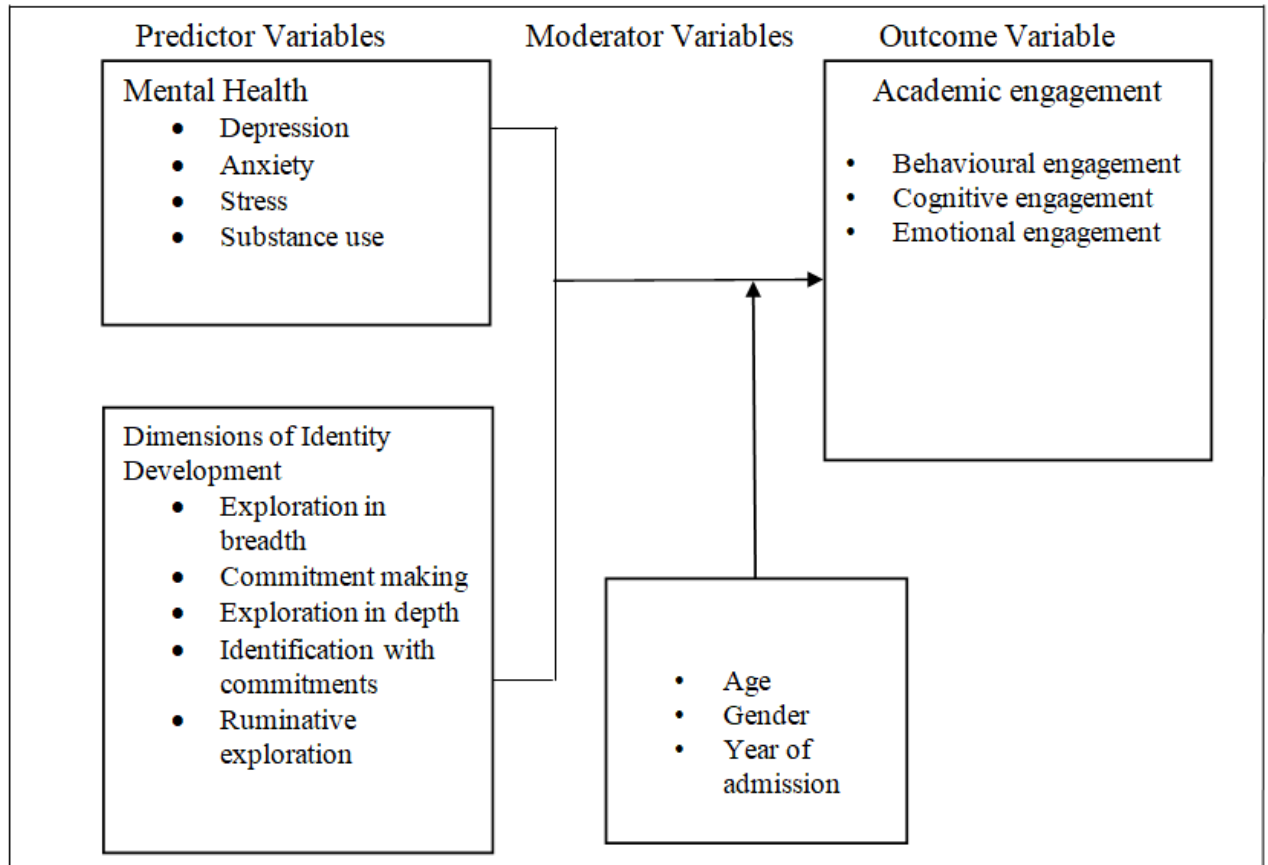 Predictor Variables
Moderator Variables
Outcome Variable
Mental Health
• Depression
• Anxiety
• Stress
• Substance use
Academic engagement
• Behavioural engagement
• Cognitive engagement
• Emotional engagement
Dimensions of Identity
Development
• Exploration in
breadth
• Commitment making
• Exploration in depth
• Identification with
commitments
• Ruminative
exploration
• Age
• Gender
• Year of
admission